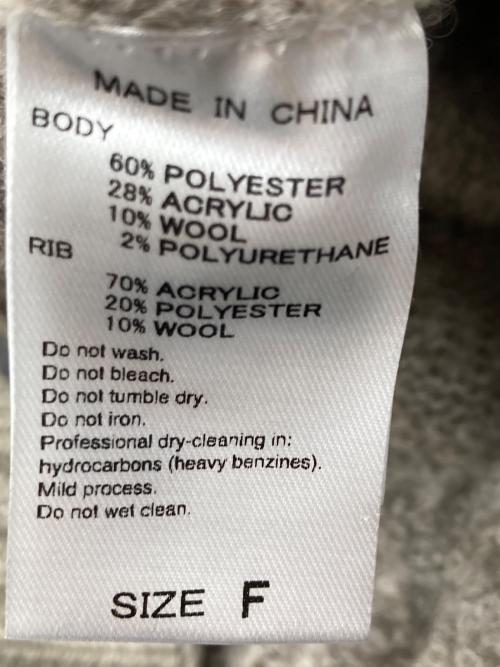 MADE IN CHINA
BODY
60% POLYESTER
28% ACRYLIC
10% WOOL
2% POLYURETHANE
RIB
70% ACRYLIC
20% POLYESTER
10% WOOL
Do not wash.
Do not bleach.
Do not tumble dry.
Do not iron.
Professional dry-cleaning in:
hydrocarbons (heavy benzines).
Mild process.
Do not wet clean.
SIZE F